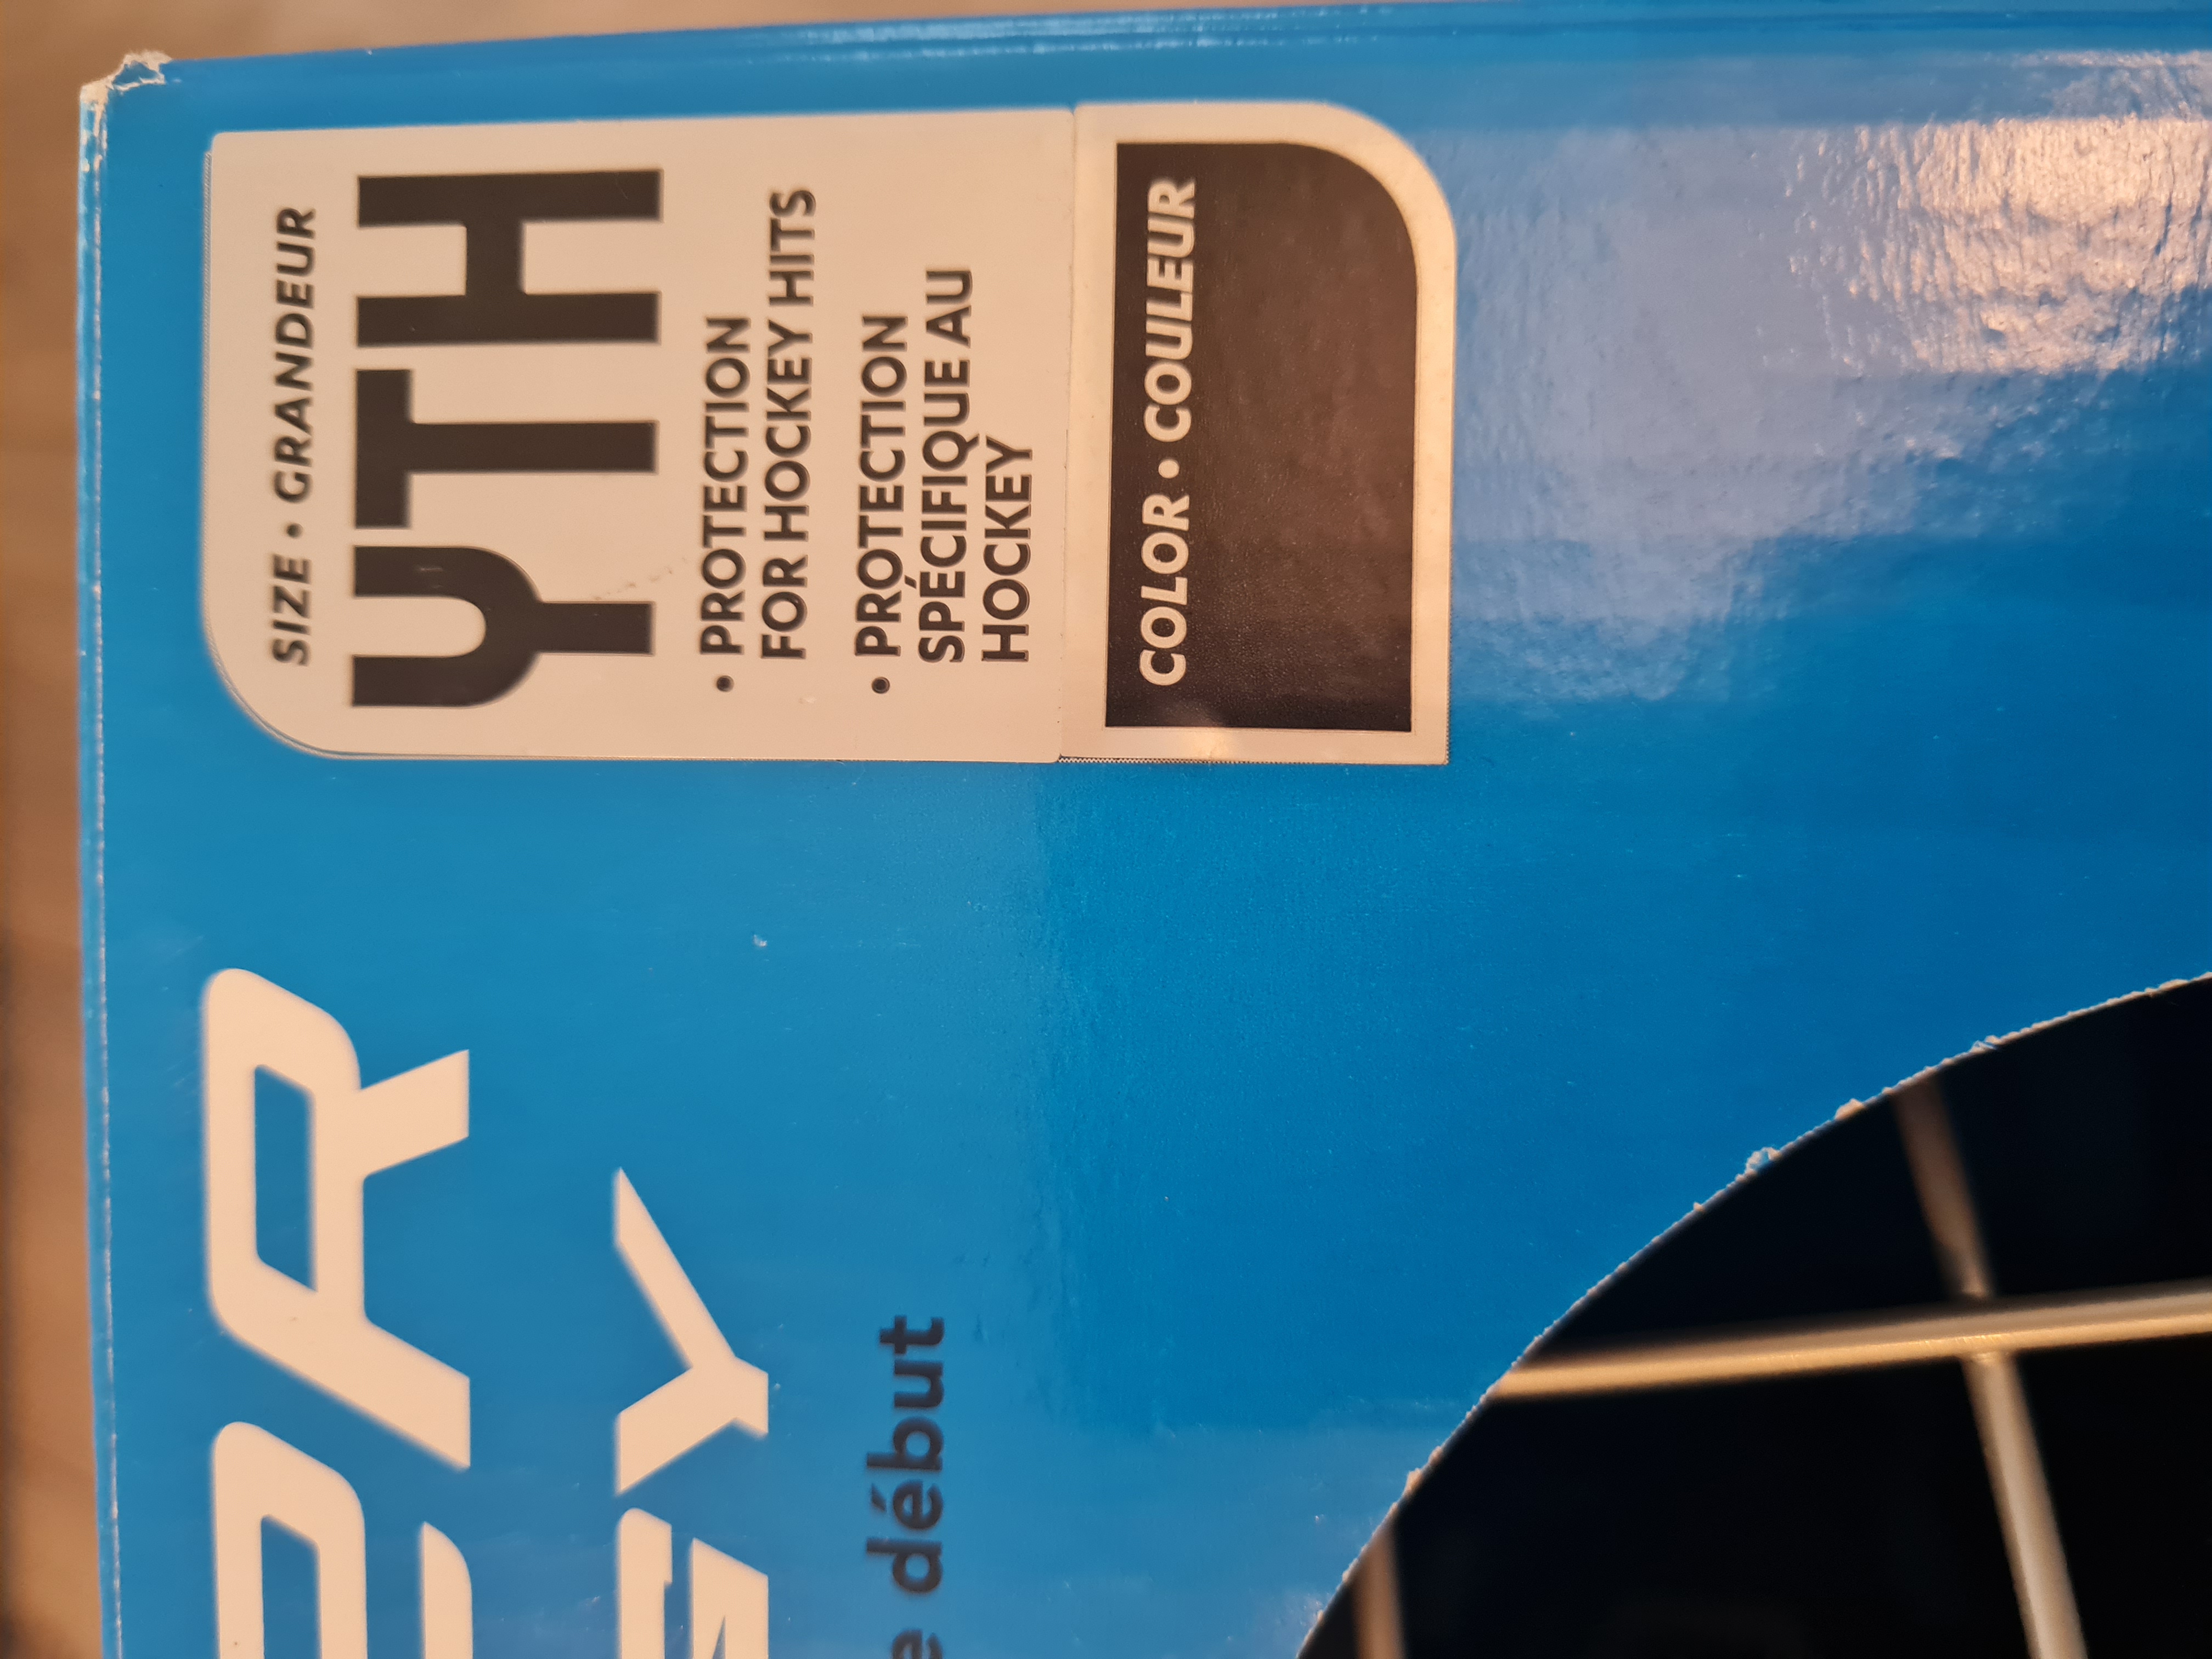 SIZE • GRANDEUR
YTH
• PROTECTION
FOR HOCKEY HITS
• PROTECTION
SPÉCIFIQUE AU
HOCKEY
COLOR • COULEUR
début